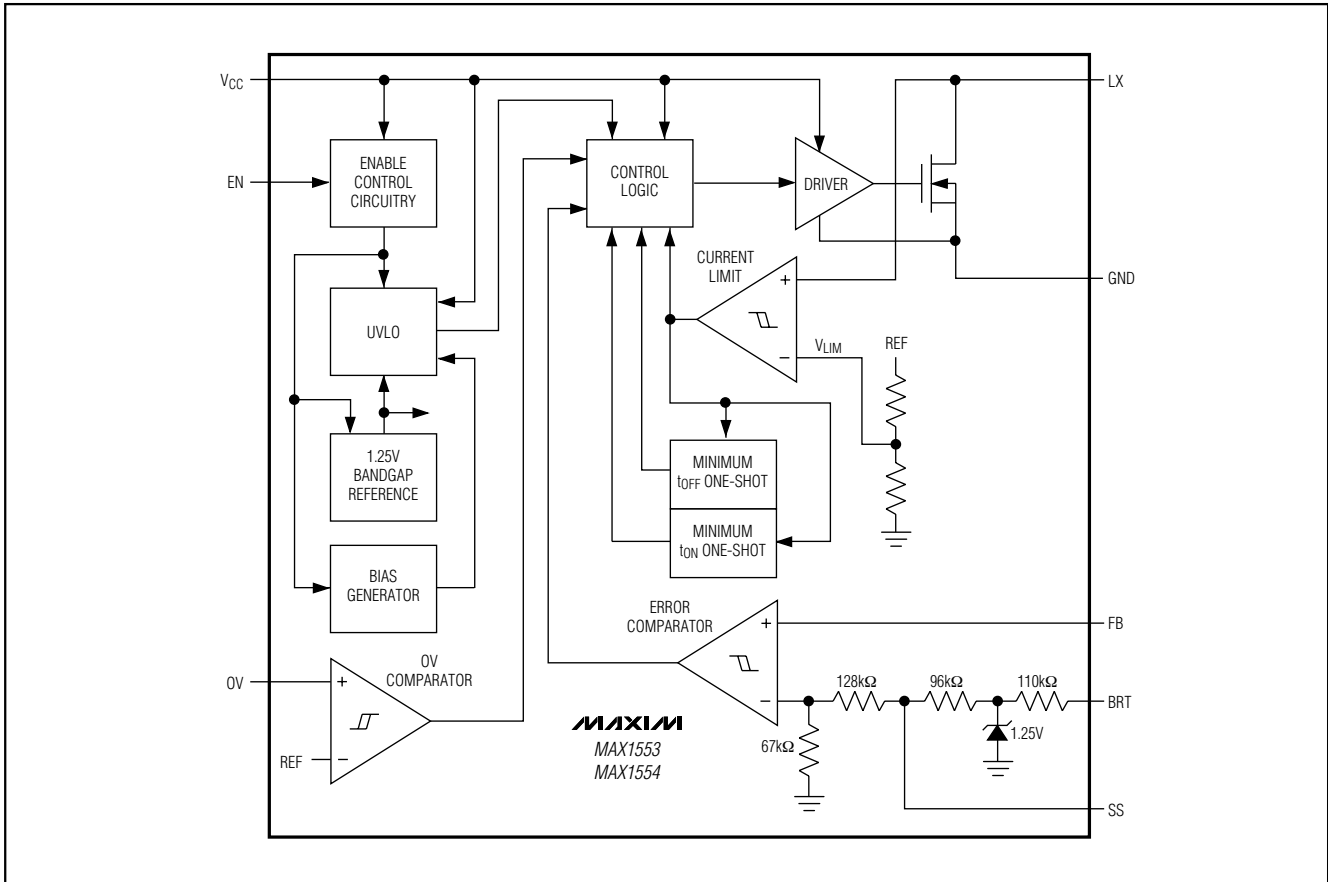 VCC
LX
ENABLE
CONTROL
CIRCUITRY
CONTROL
LOGIC
DRIVER
EN
CURRENT
LIMIT
+
GND
UVLO
−
VLIM
REF
1.25V
BANDGAP
REFERENCE
MINIMUM
tOFF ONE-SHOT
MINIMUM
tON ONE-SHOT
BIAS
GENERATOR
ERROR
COMPARATOR
+
FB
OV
COMPARATOR
OV
+
−
128kΩ
96kΩ
110kΩ
BRT
MAXIM
MAX1553
MAX1554
67kΩ
1.25V
REF
−
SS